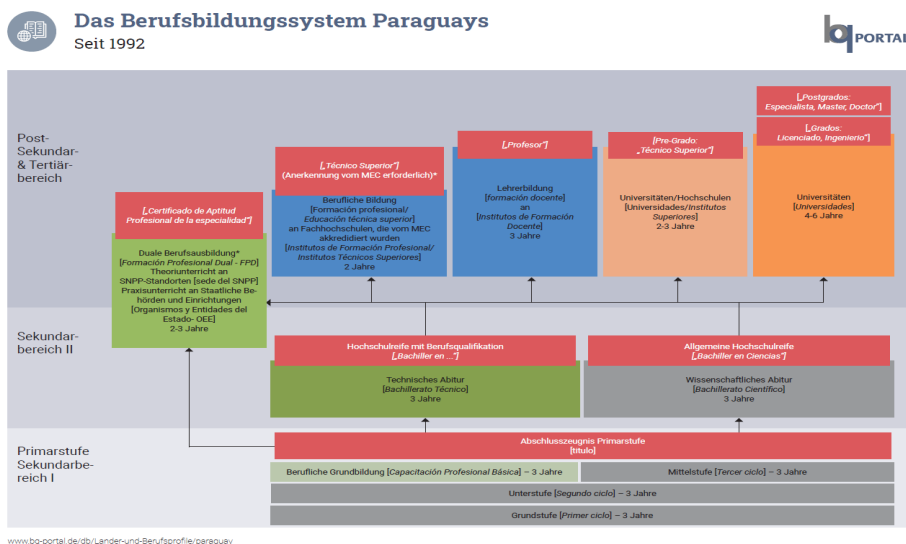 Das Berufsbildungssystem Paraguays
Seit 1992
bq PORTAL
Post-
Sekundar-
& Tertiär-
bereich
[„Certificado de Aptitud
Profesional de la especialidad"]
Duale Berufsausbildung*
[Formación Profesional Dual - FPD]
Theoriunterricht an
SNPP-Standorten [sede del SNPP]
Praxisunterricht an Staatliche Be-
hörden und Einrichtungen
[Organismos y Entidades del
Estado- OEE]
2-3 Jahre
[„Técnico Superior"]
(Anerkennung vom MEC erforderlich)*
Berufliche Bildung
[Formación profesional/
Educación técnica superior]
an Fachhochschulen, die vom MEC
akkrediert wurden
[Institutos de Formación Profesional/
Institutos Técnicos Superiores]
2 Jahre
[„Profesor"]
Lehrerbildung
[formación docente]
an
[Institutos de Formación
Docente]
3 Jahre
[Pre-Grado:
„Técnico Superior"]
Universitäten/Hochschulen
[Universidades/Institutos
Superiores]
2-3 Jahre
[„Postgrados:
Especialista, Master, Doctor"]
[„Grados:
Licenciado, Ingenierio"]
Universitäten
[Universidades]
4-6 Jahre
Sekundar-
bereich II
Hochschulreife mit Berufsqualifikation
[„Bachiller en ..."]
Technisches Abitur
[Bachillerato Técnico]
3 Jahre
Allgemeine Hochschulreife
[„Bachiller en Ciencias"]
Wissenschaftliches Abitur
[Bachillerato Científico]
3 Jahre
Primarstufe
Sekundarbe-
reich I
Abschlusszeugnis Primarstufe
[título]
Berufliche Grundbildung [Capacitación Profesional Básica] – 3 Jahre
Mittelstufe [Tercer ciclo] – 3 Jahre
Unterstufe [Segundo ciclo] – 3 Jahre
Grundstufe [Primer ciclo] – 3 Jahre
www.bq-portal.de/db/Lander-und-Berufsprofile/paraguay